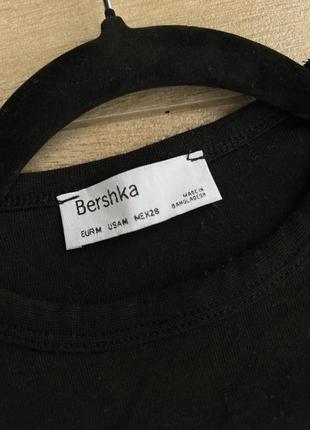 Bershka
EUR M USA M MEX 28
MADE IN
BANGLADESH